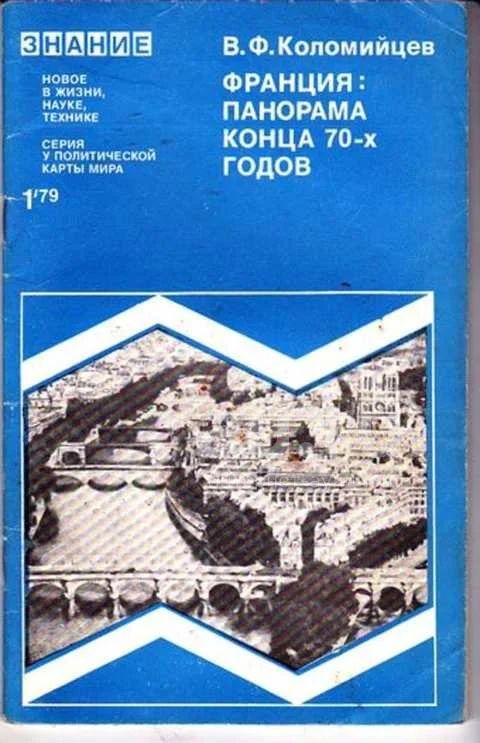 ЗНАНИЕ
НОВОЕ
В ЖИЗНИ,
НАУКЕ,
ТЕХНИКЕ
СЕРИЯ
У ПОЛИТИЧЕСКОЙ
КАРТЫ МИРА
1'79
В. Ф. Коломийцев
ФРАНЦИЯ:
ПАНОРАМА
КОНЦА 70-х
ГОДОВ